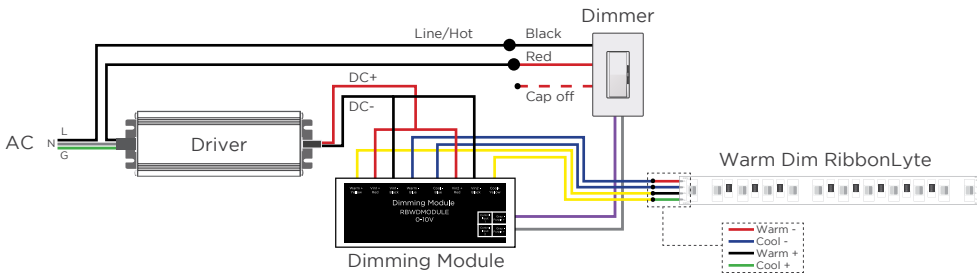 Dimmer
Line/Hot
Black
Red
DC+
Cap off
DC-
AC
L
N
G
Driver
Warm Dim RibbonLyte
Dimming Module
RBWDMODULE
0-10V
Warm -
Cool -
Warm +
Cool +
Dimming Module